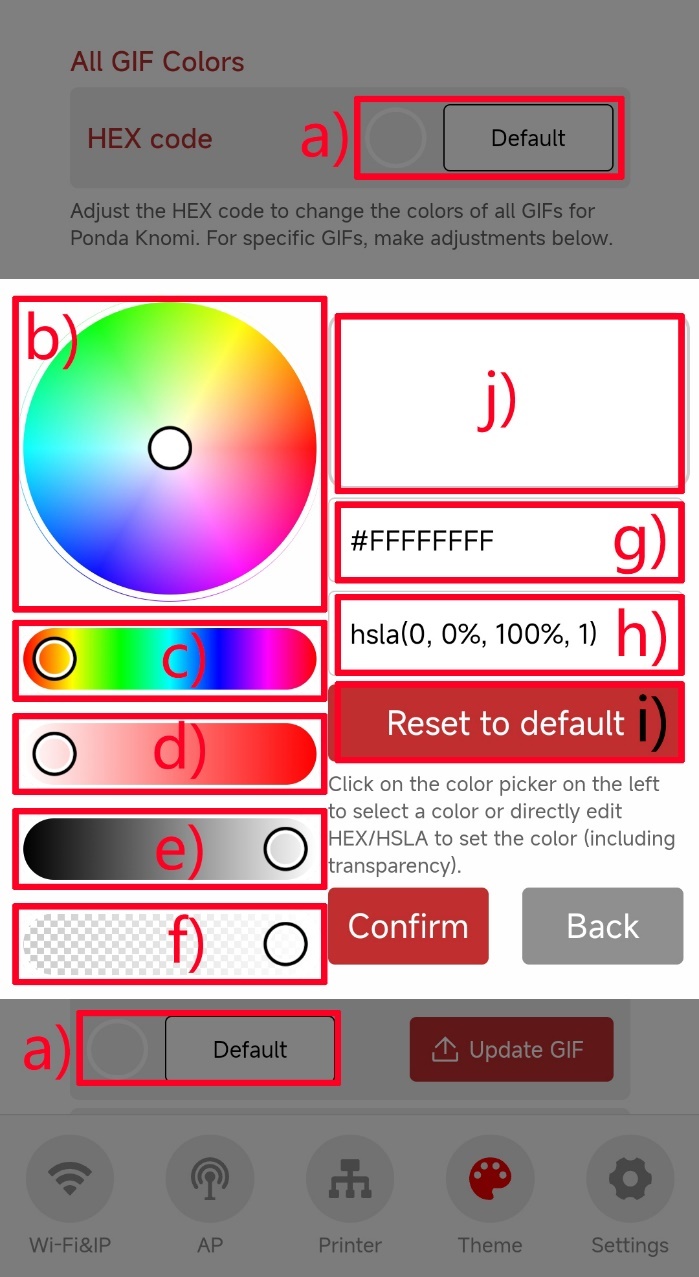 All GIF Colors
HEX code
a)
Default
Adjust the HEX code to change the colors of all GIFs for
Ponda Knomi. For specific GIFs, make adjustments below.
b)
j)
#FFFFFFFF
g)
c)
hsla(0, 0%, 100%, 1)
h)
d)
Reset to default
i)
Click on the color picker on the left
to select a color or directly edit
HEX/HSLA to set the color (including
transparency).
e)
f)
Confirm
Back
a)
Default
Update GIF
Wi-Fi&IP
AP
Printer
Theme
Settings